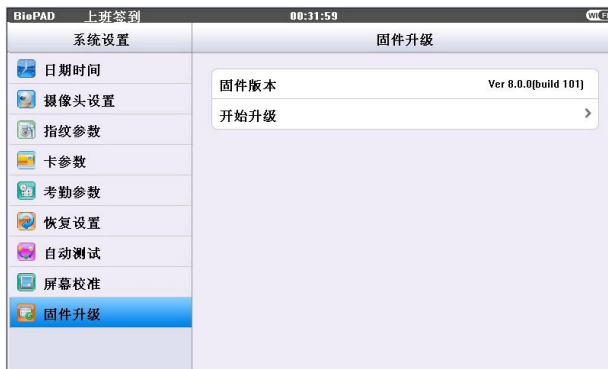 BioPAD 上班签到 00:31:59 WiF
系统设置
固件升级
日期时间
摄像头设置
指纹参数
卡参数
考勤参数
恢复设置
自动测试
屏幕校准
固件升级
固件版本 Ver 8.0.0(build 101)
开始升级 >